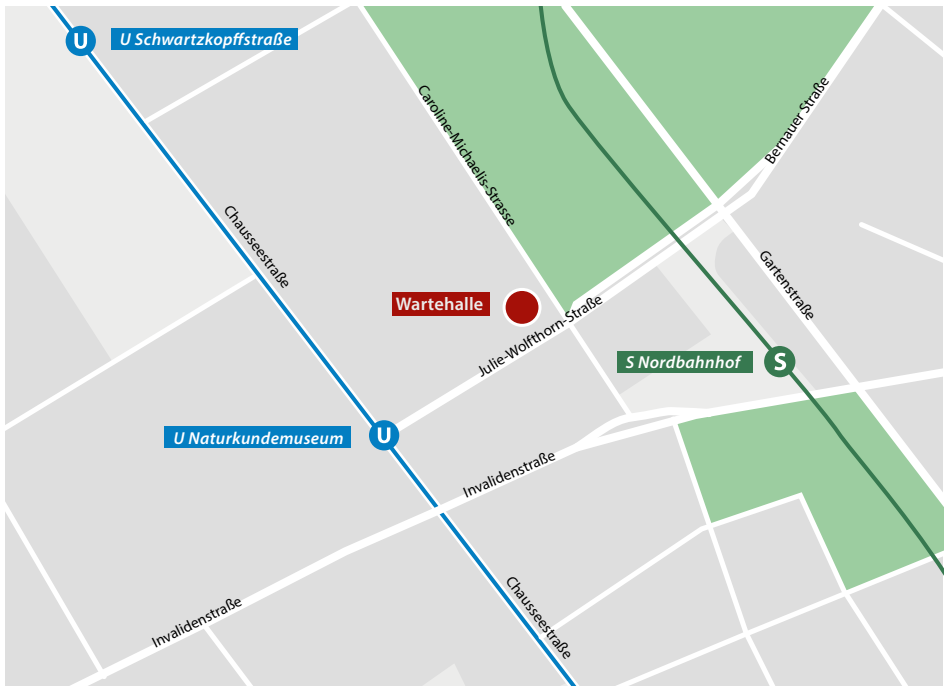 U
U Schwartzkopffstraße
Caroline-Michaelis-Strasse
Bernauer Straße
Chausseestraße
Gartenstraße
Wartehalle
Julie-Wolfthorn-Straße
S Nordbahnhof
S
U Naturkundemuseum
U
Invalidenstraße
Invalidenstraße
Chausseestraße